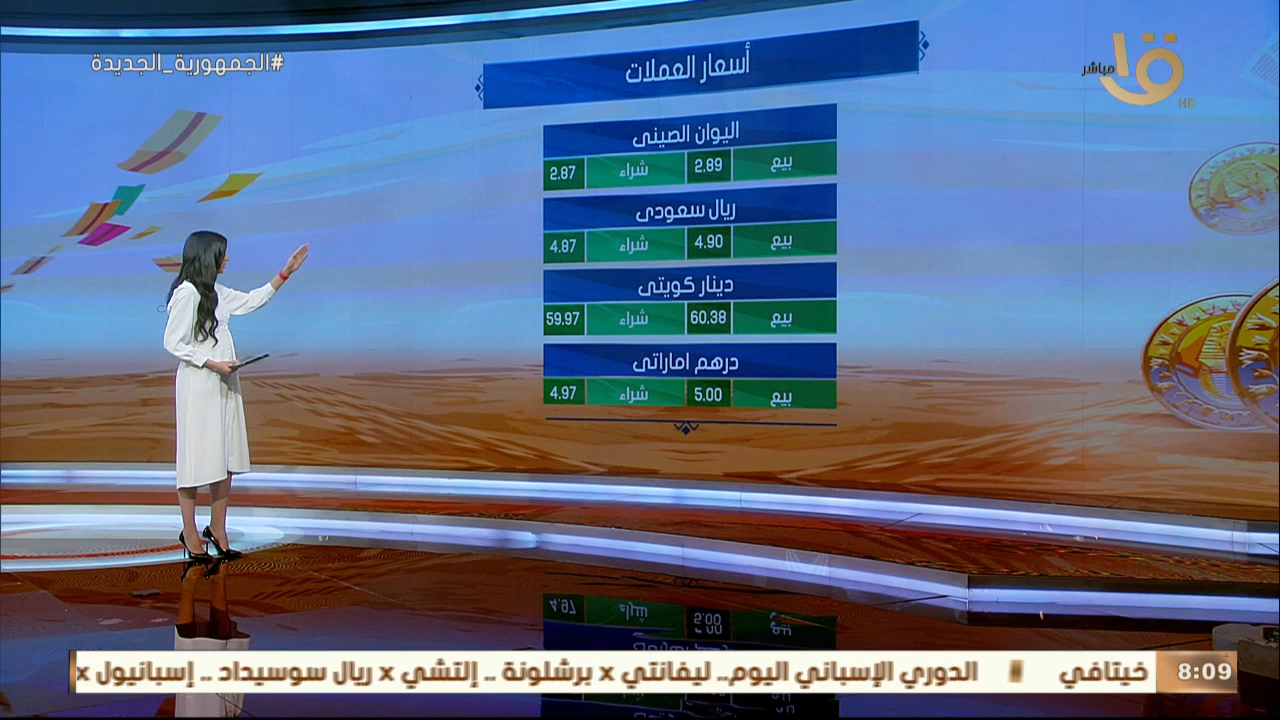 #الجمهورية_الجديدة
مباشر
HD
أسعار العملات
اليوان الصينى
بيع 2.89 شراء 2.87
ريال سعودى
بيع 4.90 شراء 4.87
دينار كويتى
بيع 60.38 شراء 59.97
درهم اماراتى
بيع 5.00 شراء 4.97
8:09 خيتافي الدوري الإسباني اليوم.. ليفانتي x برشلونة .. إلتشي x ريال سوسيداد .. إسبانيول x